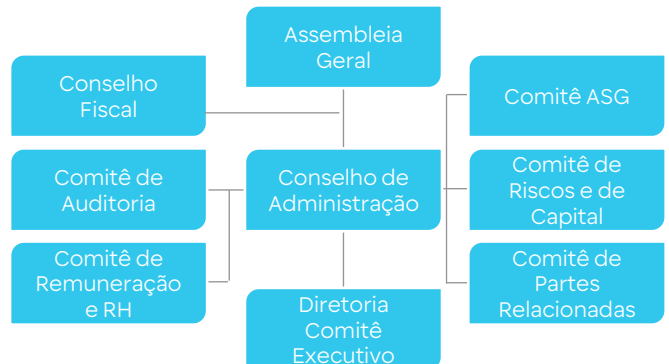 Assembleia
Geral
Conselho
Fiscal
Comitê ASG
Comitê de
Auditoria
Conselho de
Administração
Comitê de
Riscos e de
Capital
Comitê de
Remuneração
e RH
Diretoria
Comitê
Executivo
Comitê de
Partes
Relacionadas